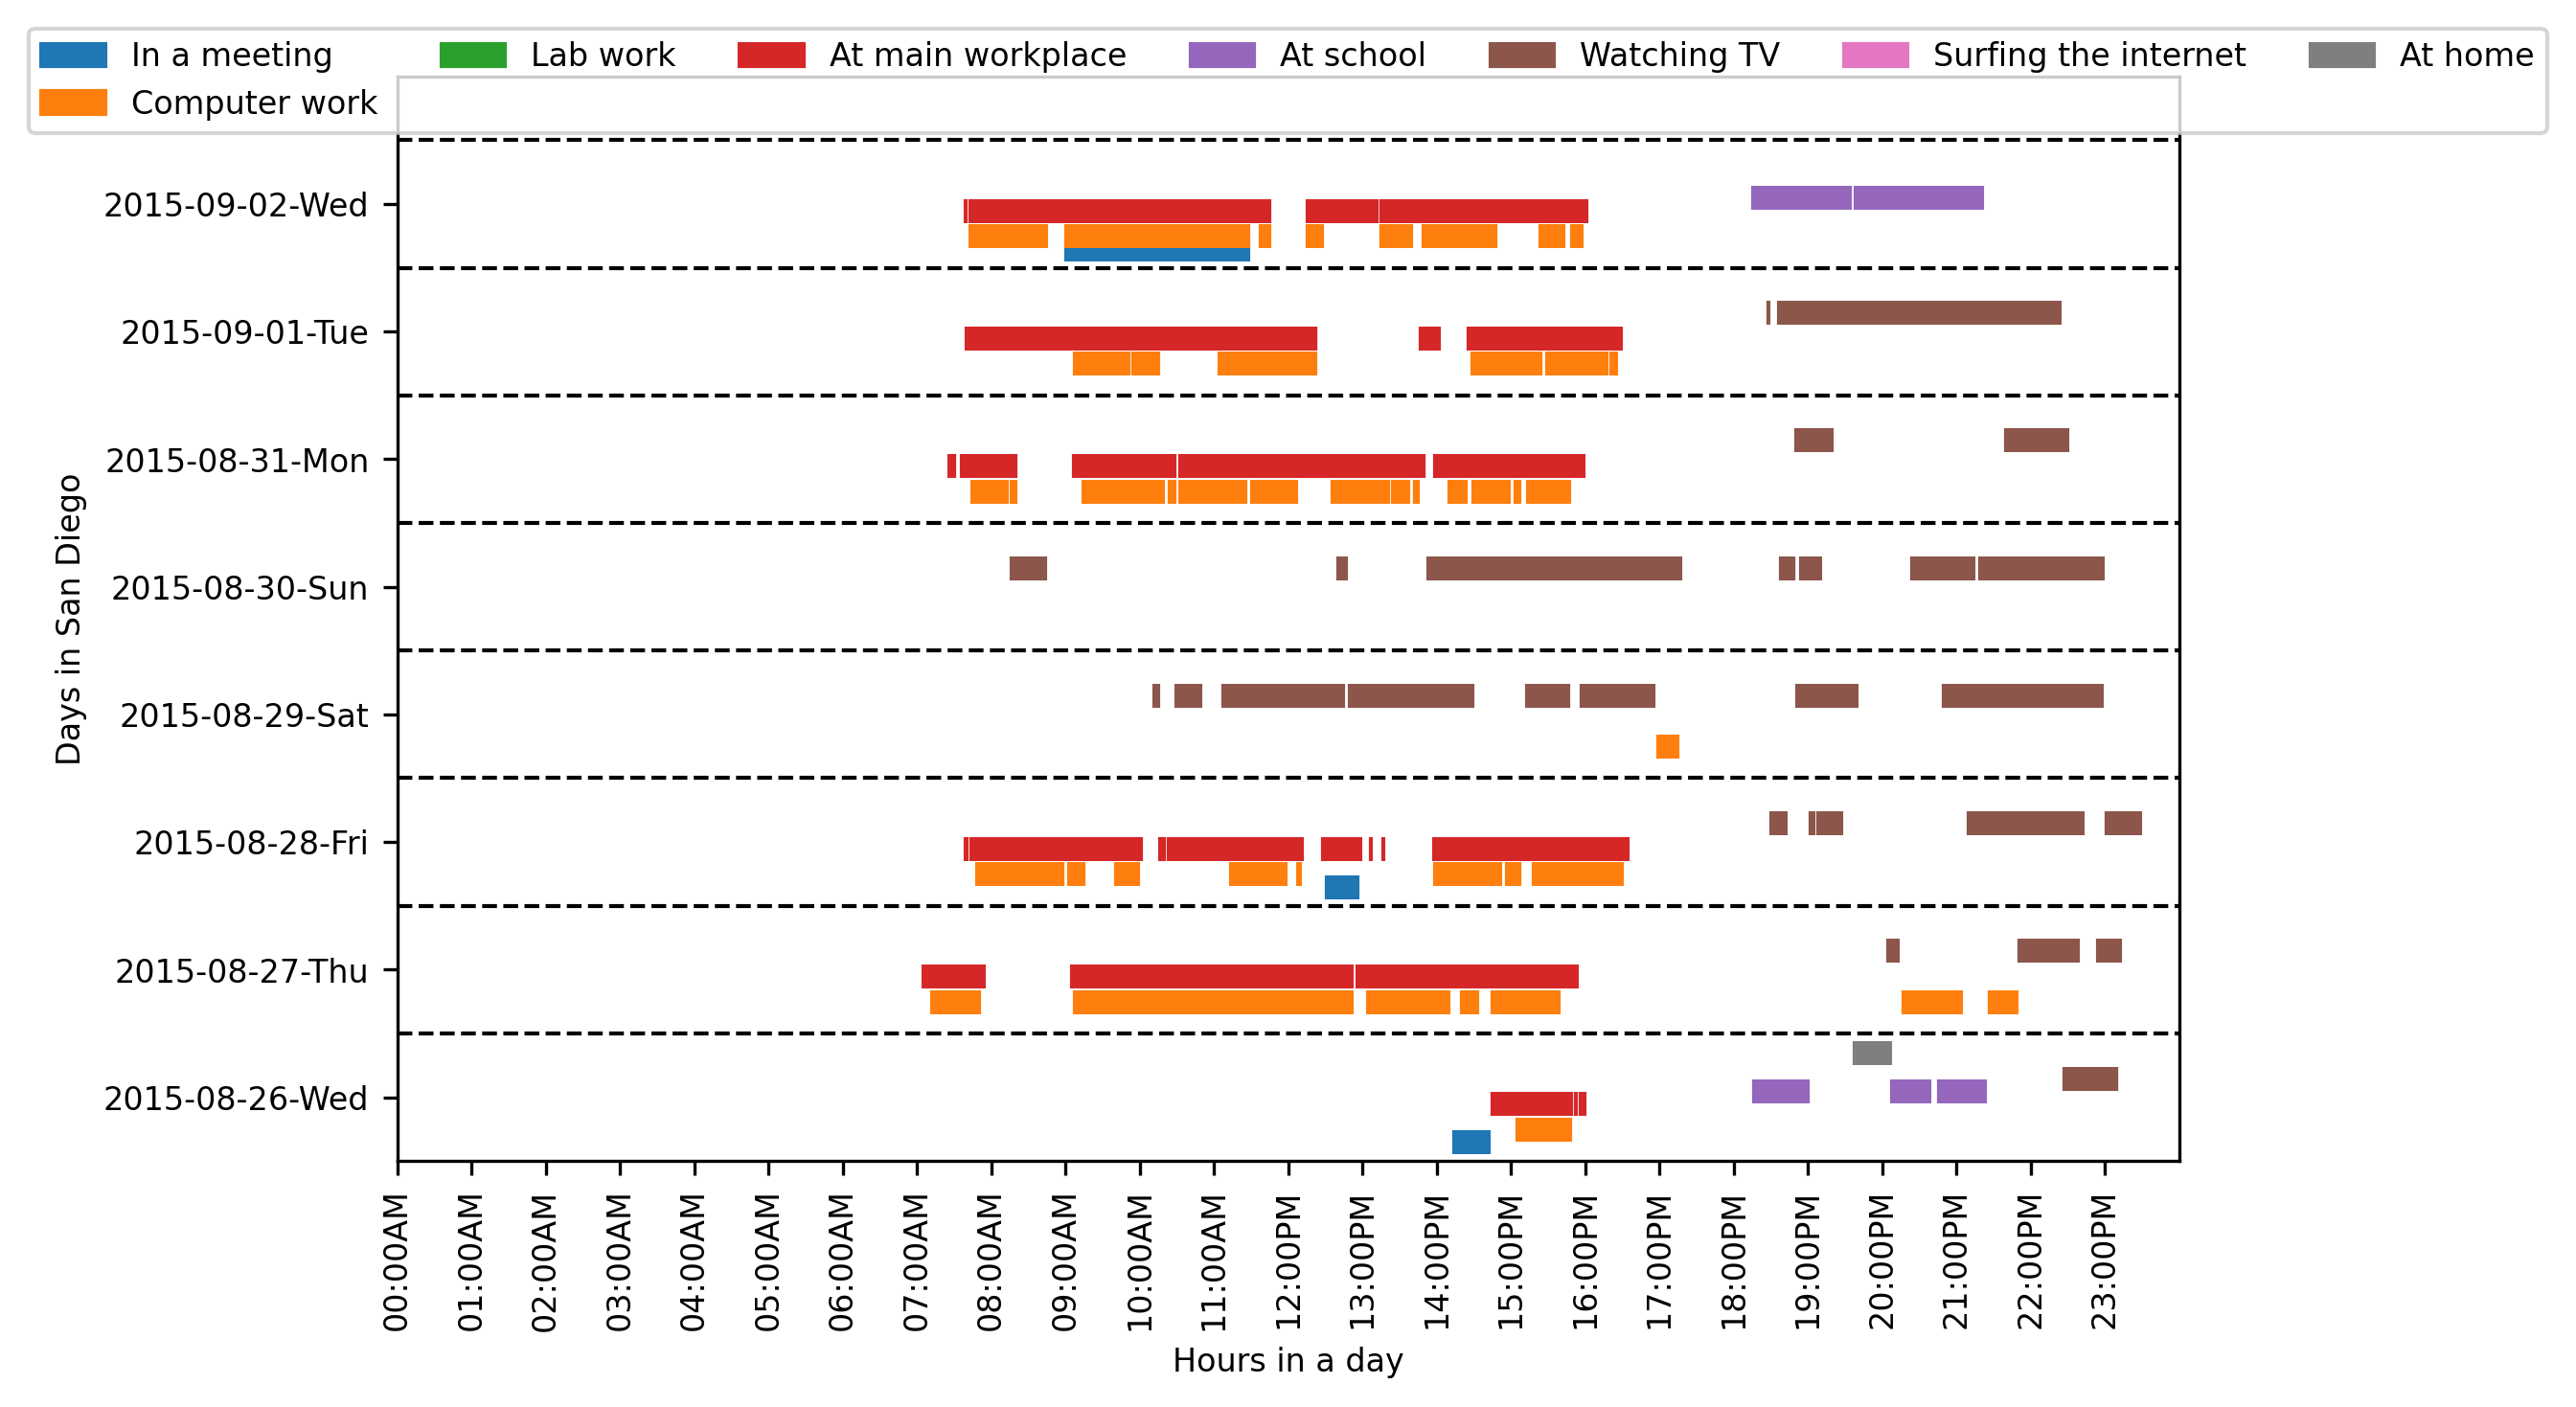 In a meeting Lab work At main workplace At school Watching TV Surfing the internet At home
Computer work
2015-09-02-Wed
2015-09-01-Tue
2015-08-31-Mon
2015-08-30-Sun
2015-08-29-Sat
2015-08-28-Fri
2015-08-27-Thu
2015-08-26-Wed
Days in San Diego
00:00AM
01:00AM
02:00AM
03:00AM
04:00AM
05:00AM
06:00AM
07:00AM
08:00AM
09:00AM
10:00AM
11:00AM
12:00PM
13:00PM
14:00PM
15:00PM
16:00PM
17:00PM
18:00PM
19:00PM
20:00PM
21:00PM
22:00PM
23:00PM
Hours in a day